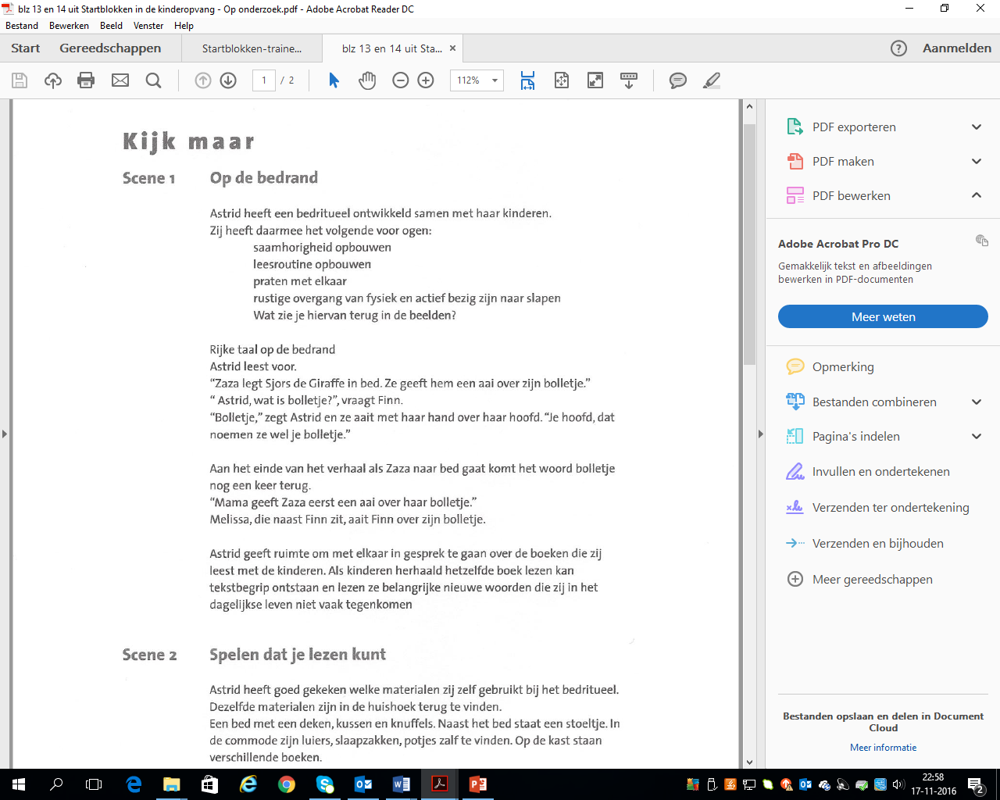 blz 13 en 14 uit Startblokken in de kinderopvang - Op onderzoek.pdf - Adobe Acrobat Reader DC
Bestand Bewerken Beeld Venster Help
Start Gereedschappen Startblokken-traine... blz 13 en 14 uit Sta... ×
Aanmelden
1 / 2 112%
Kijk maar
Scene 1 Op de bedrand
Astrid heeft een bedritueel ontwikkeld samen met haar kinderen.
Zij heeft daarmee het volgende voor ogen:
saamhorigheid opbouwen
leesroutine opbouwen
praten met elkaar
rustige overgang van fysiek en actief bezig zijn naar slapen
Wat zie je hiervan terug in de beelden?
Rijke taal op de bedrand
Astrid leest voor.
“Zaza legt Sjors de Giraffe in bed. Ze geeft hem een aai over zijn bolletje.”
“ Astrid, wat is bolletje?”, vraagt Finn.
“Bolletje,” zegt Astrid en ze aait met haar hand over haar hoofd. “Je hoofd, dat
noemen ze wel je bolletje.”
Aan het einde van het verhaal als Zaza naar bed gaat komt het woord bolletje
nog een keer terug.
“Mama geeft Zaza eerst een aai over haar bolletje.”
Melissa, die naast Finn zit, aait Finn over zijn bolletje.
Astrid geeft ruimte om met elkaar in gesprek te gaan over de boeken die zij
leest met de kinderen. Als kinderen herhaald hetzelfde boek lezen kan
tekstbegrip ontstaan en lezen ze belangrijke nieuwe woorden die zij in het
dagelijkse leven niet vaak tegenkomen
Scene 2 Spelen dat je lezen kunt
Astrid heeft goed gekeken welke materialen zij zelf gebruikt bij het bedritueel.
Dezelfde materialen zijn in de huishoek terug te vinden.
Een bed met een deken, kussen en knuffels. Naast het bed staat een stoeltje. In
de commode zijn luiers, slaapzakken, potjes zalf te vinden. Op de kast staan
verschillende boeken.
PDF exporteren
PDF maken
PDF bewerken
Adobe Acrobat Pro DC
Gemakkelijk tekst en afbeeldingen
bewerken in PDF-documenten
Meer weten
Opmerking
Bestanden combineren
Pagina's indelen
Invullen en ondertekenen
Verzenden ter ondertekening
Verzenden en bijhouden
Meer gereedschappen
Bestanden opslaan en delen in Document
Cloud
Meer informatie
22:58
17-11-2016
2